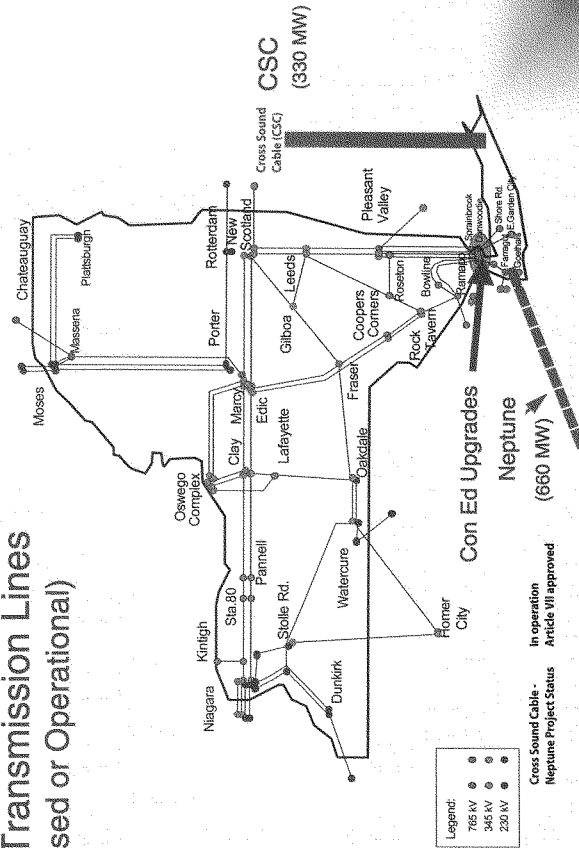 Transmission Lines
sed or Operational)
Chateauguay
Massena
Plattsburgh
Moses
Rotterdam
New
Scotland
Cross Sound
Cable (CSC)
CSC
(330 MW)
Porter
Marcy
Edic
Clay
Lafayette
Oswego
Complex
Pannell
Sta.80
Kintigh
Niagara
Stolle Rd.
Dunkirk
Watercure
Oakdale
Homer
City
Fraser
Gilboa
Leeds
Coopers
Corners
Rock
Tavern
Roseton
Bowline
Ramapo
Pleasant
Valley
Sprainbrook
Dunwoodie
Shore Rd.
E.Garden City
Farragut
Goethals
Con Ed Upgrades
Neptune
(660 MW)
Legend:
765 kV
345 kV
230 kV
Cross Sound Cable - In operation
Neptune Project Status Article VII approved